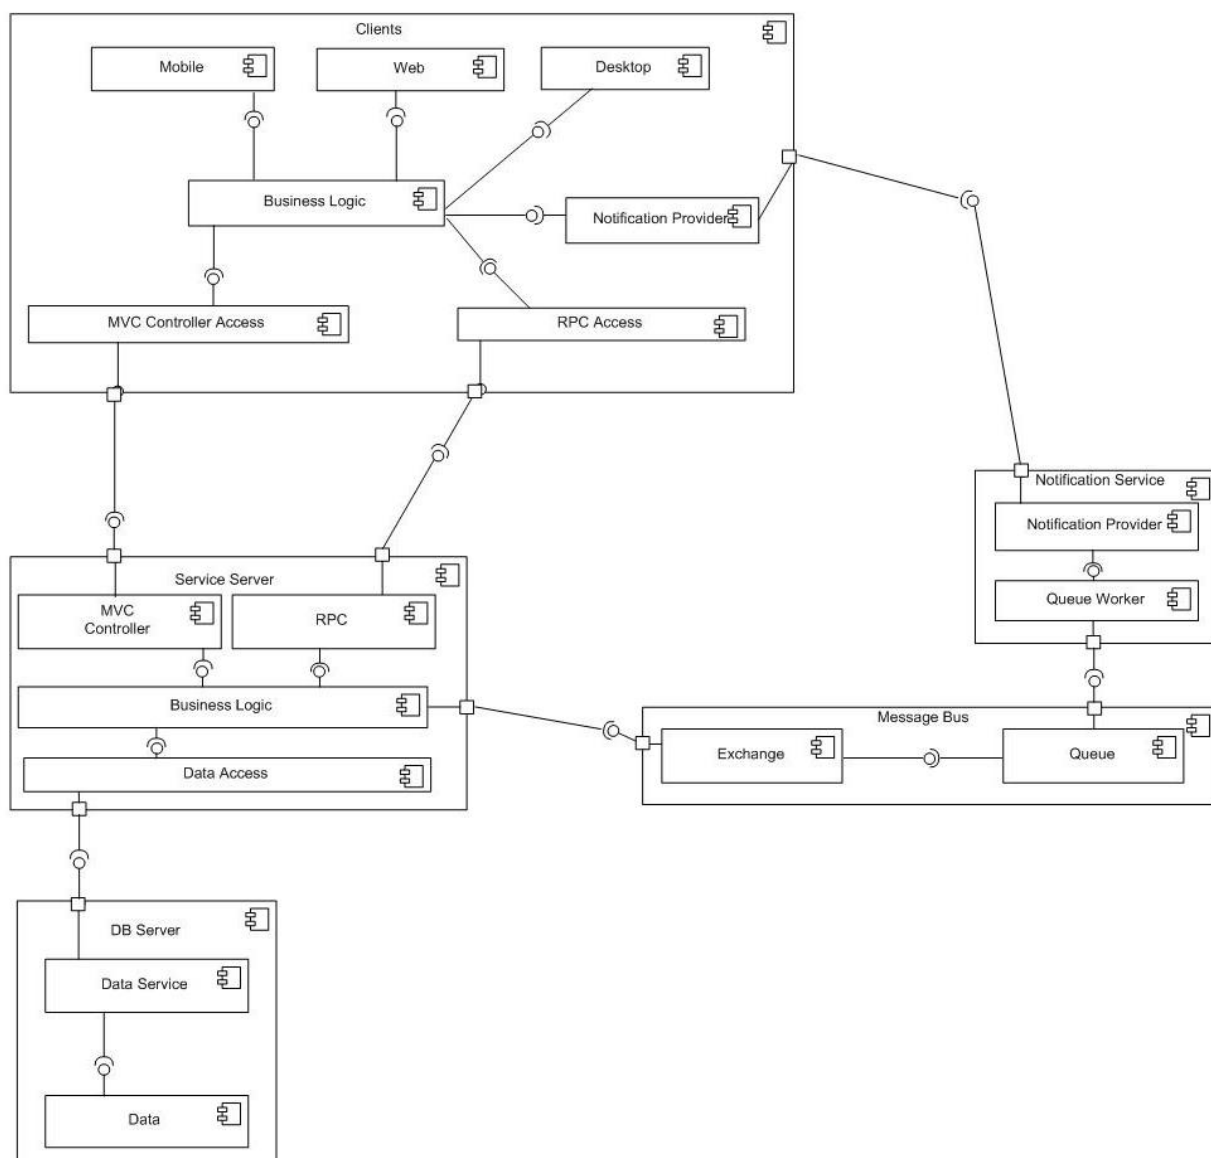 Clients
Mobile
Web
Desktop
Business Logic
Notification Provider
MVC Controller Access
RPC Access
Notification Service
Notification Provider
Queue Worker
Service Server
MVC
Controller
RPC
Business Logic
Data Access
Message Bus
Exchange
Queue
DB Server
Data Service
Data